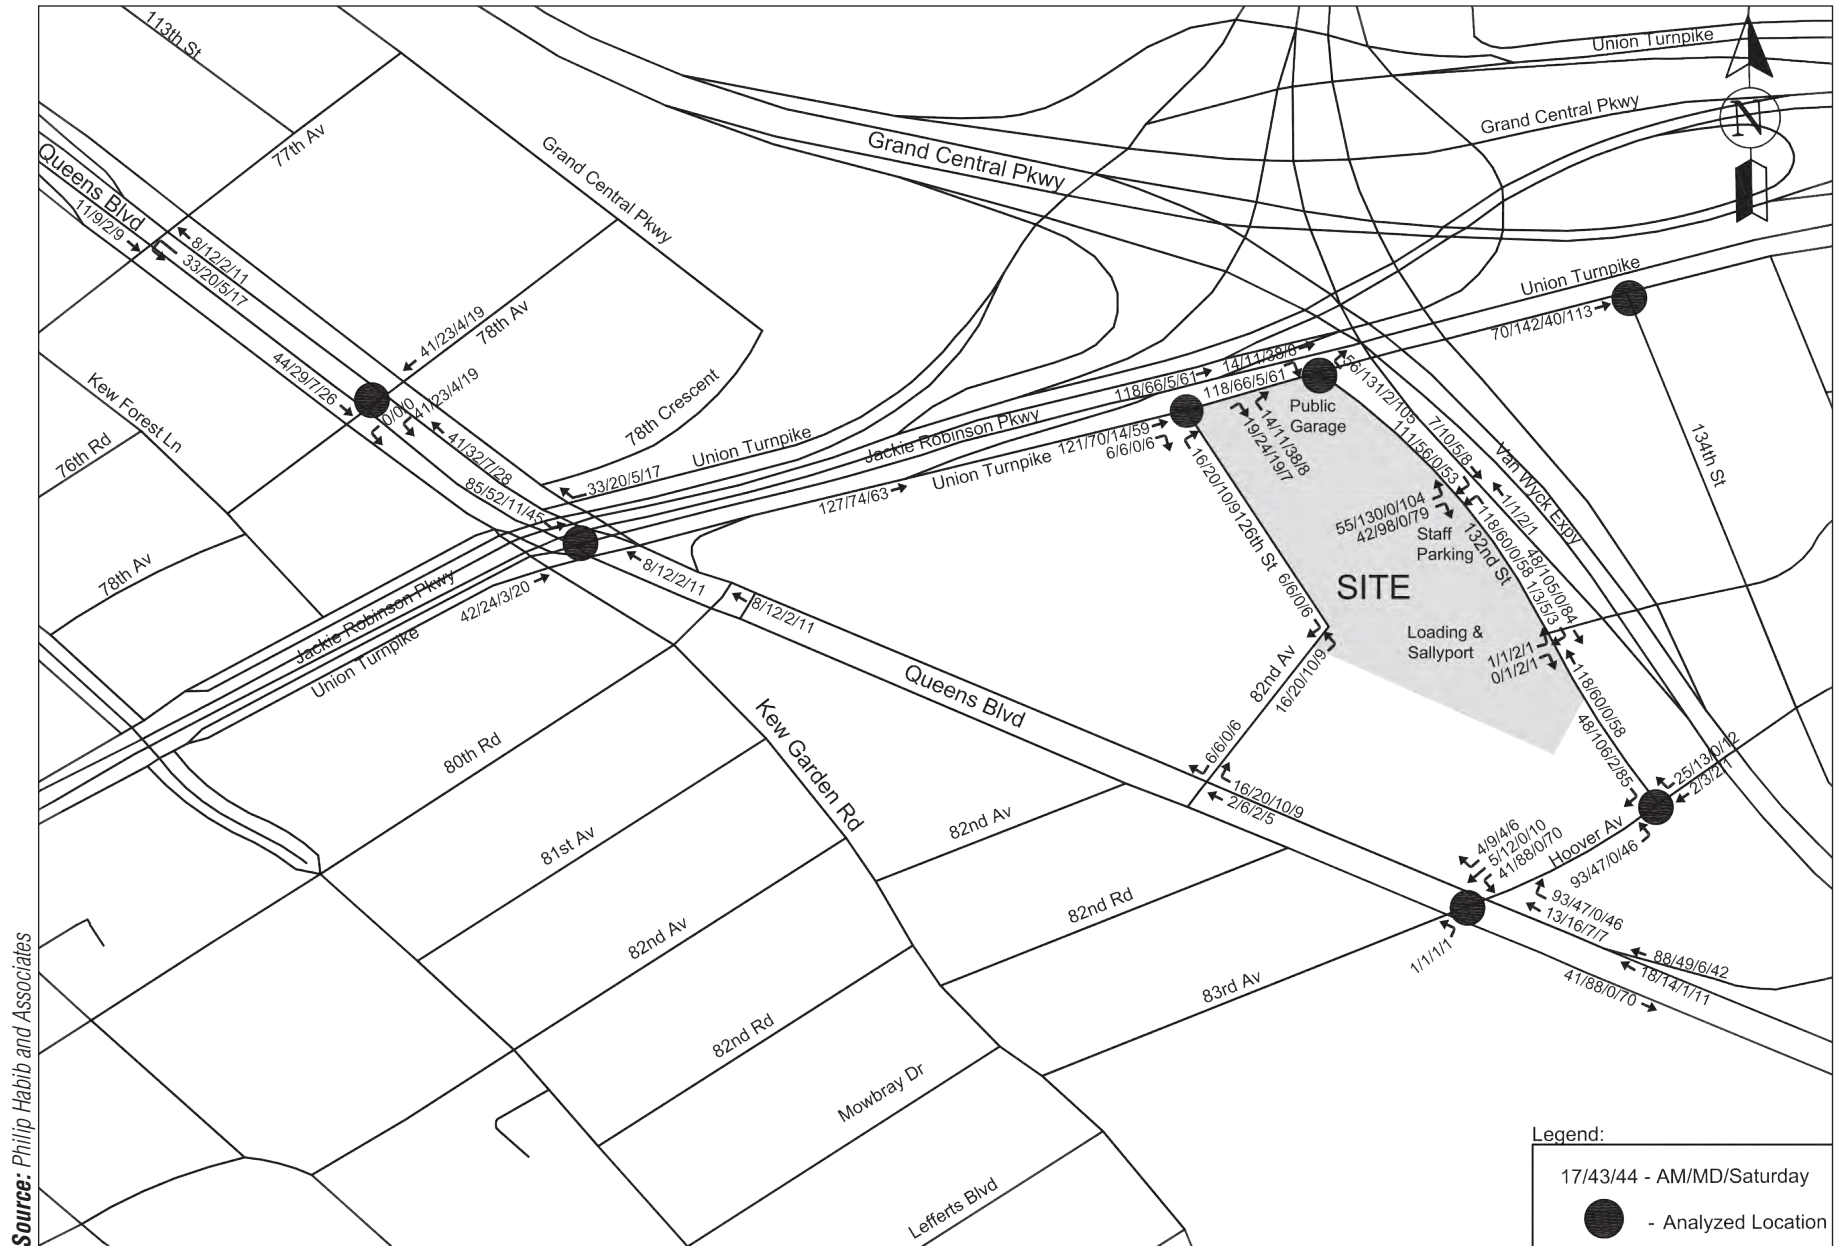 113th St
77th Av
Queens Blvd
11/9/2/9
8/12/2/11
33/20/5/17
Grand Central Pkwy
Grand Central Pkwy
Union Turnpike
Grand Central Pkwy
N
41/23/4/19
78th Av
44/29/7/26
41/23/4/19
41/32/7/28
85/52/11/45
Kew Forest Ln
76th Rd
78th Av
78th Crescent
Union Turnpike
33/20/5/17
Jackie Robinson Pkwy
Union Turnpike
127/74/63
121/70/14/59
6/6/0/6
118/66/5/61
14/11/38/8
118/66/5/61
Union Turnpike
70/142/40/113
56/131/2/105
Public
Garage
14/11/38/8
19/24/19/7
16/20/10/9
126th St
6/6/0/6
111/56/0/53
7/10/5/8
Van Wyck Expy
134th St
1/1/2/1
55/130/0/104
42/98/0/79
Staff
Parking
132nd St
118/60/0/58
48/105/0/84
1/3/5/3
SITE
Loading &
Sallyport
1/1/2/1
0/1/2/1
118/60/0/58
48/106/2/85
Jackie Robinson Pkwy
Union Turnpike
42/24/3/20
8/12/2/11
8/12/2/11
82nd Av
16/20/10/9
6/6/0/6
16/20/10/9
2/6/2/5
Queens Blvd
Kew Garden Rd
80th Rd
81st Av
82nd Av
82nd Rd
82nd Av
82nd Rd
83rd Av
Mowbray Dr
Lefferts Blvd
25/13/0/12
2/3/2/1
Hoover Av
93/47/0/46
4/9/4/6
5/12/0/10
41/88/0/70
93/47/0/46
13/16/7/7
1/1/1/1
88/49/6/42
18/14/1/11
41/88/0/70
Source: Philip Habib and Associates
Legend:
17/43/44 - AM/MD/Saturday
- Analyzed Location